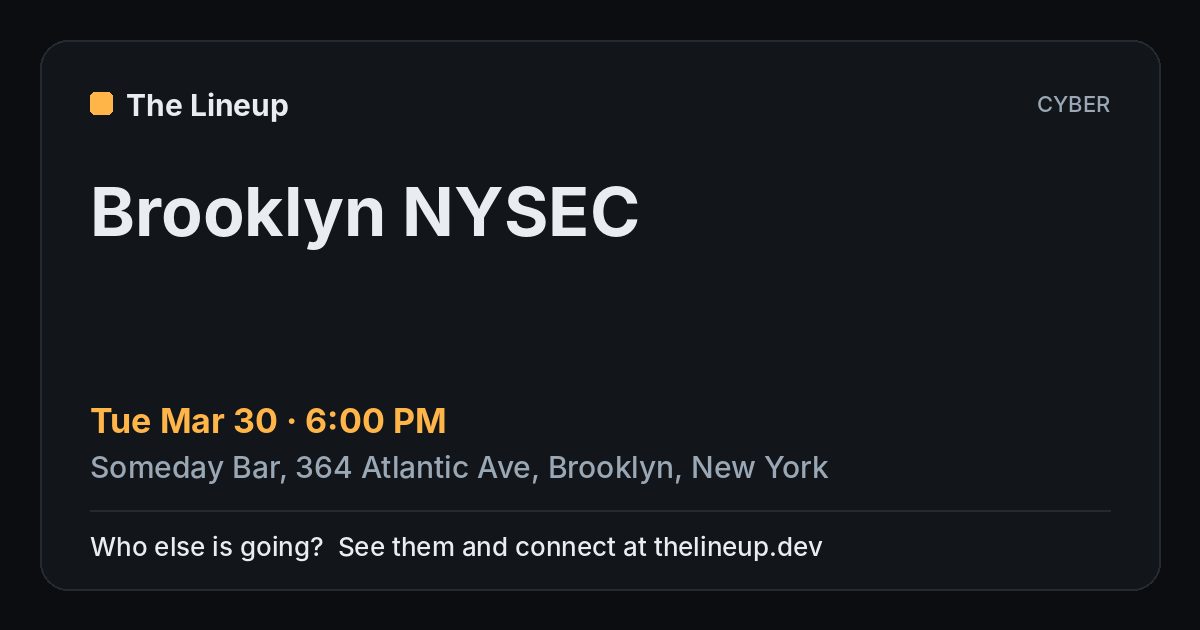 The Lineup
CYBER
Brooklyn NYSEC
Tue Mar 30 · 6:00 PM
Someday Bar, 364 Atlantic Ave, Brooklyn, New York
Who else is going? See them and connect at thelineup.dev